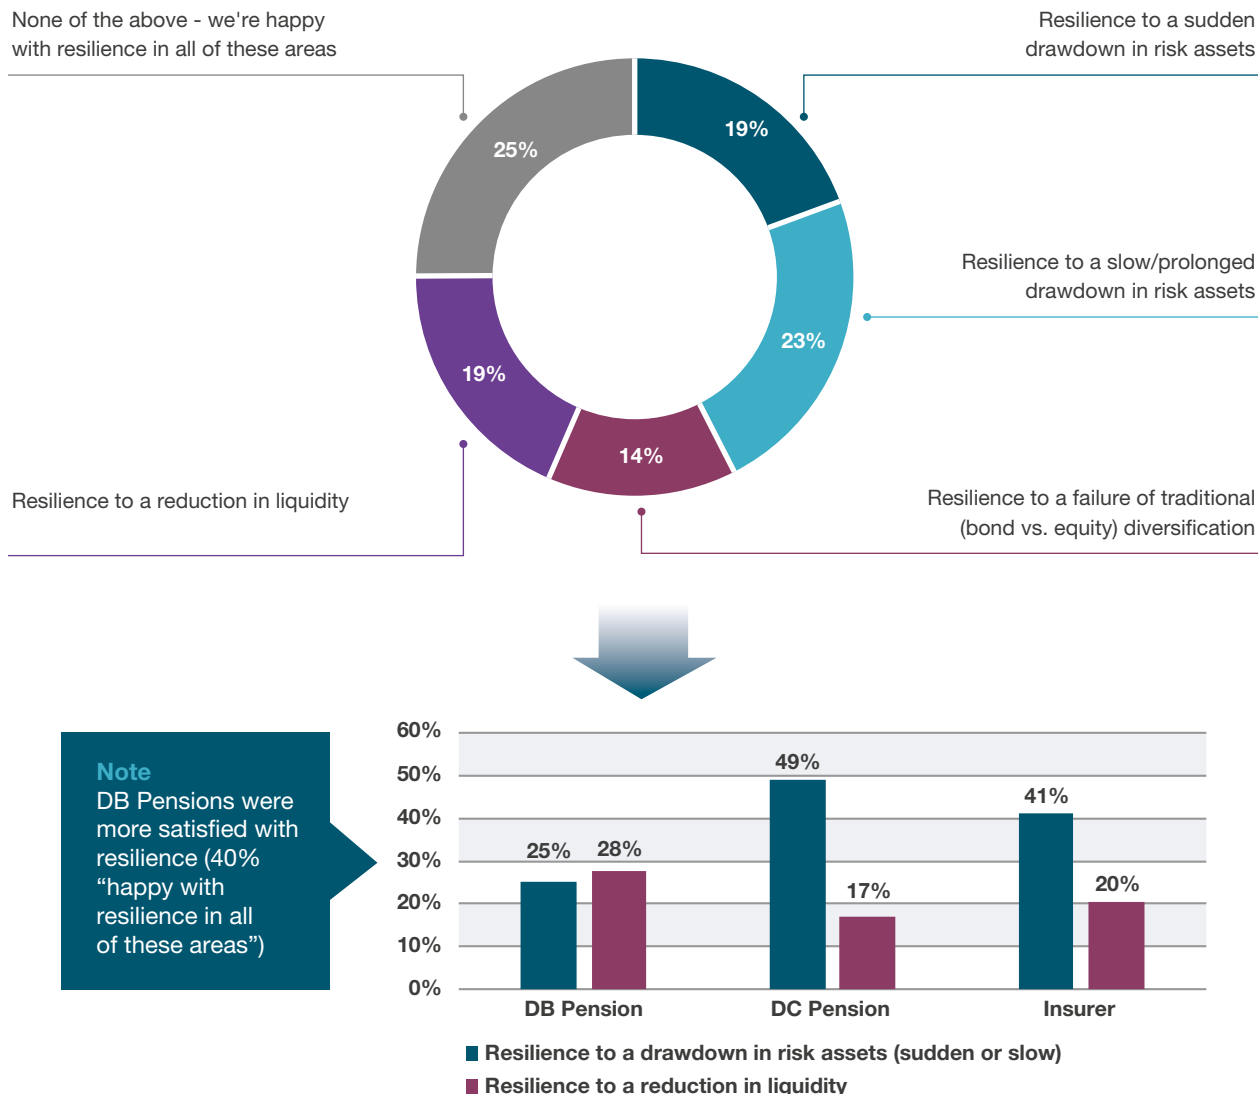 None of the above - we're happy
with resilience in all of these areas
Resilience to a sudden
drawdown in risk assets
25%
19%
Resilience to a slow/prolonged
drawdown in risk assets
23%
19%
14%
Resilience to a reduction in liquidity
Resilience to a failure of traditional
(bond vs. equity) diversification
Note
DB Pensions were
more satisfied with
resilience (40%
“happy with
resilience in all
of these areas”)
60%
50%
40%
30%
20%
10%
0%
25%
28%
49%
17%
41%
20%
DB Pension
DC Pension
Insurer
Resilience to a drawdown in risk assets (sudden or slow)
Resilience to a reduction in liquidity